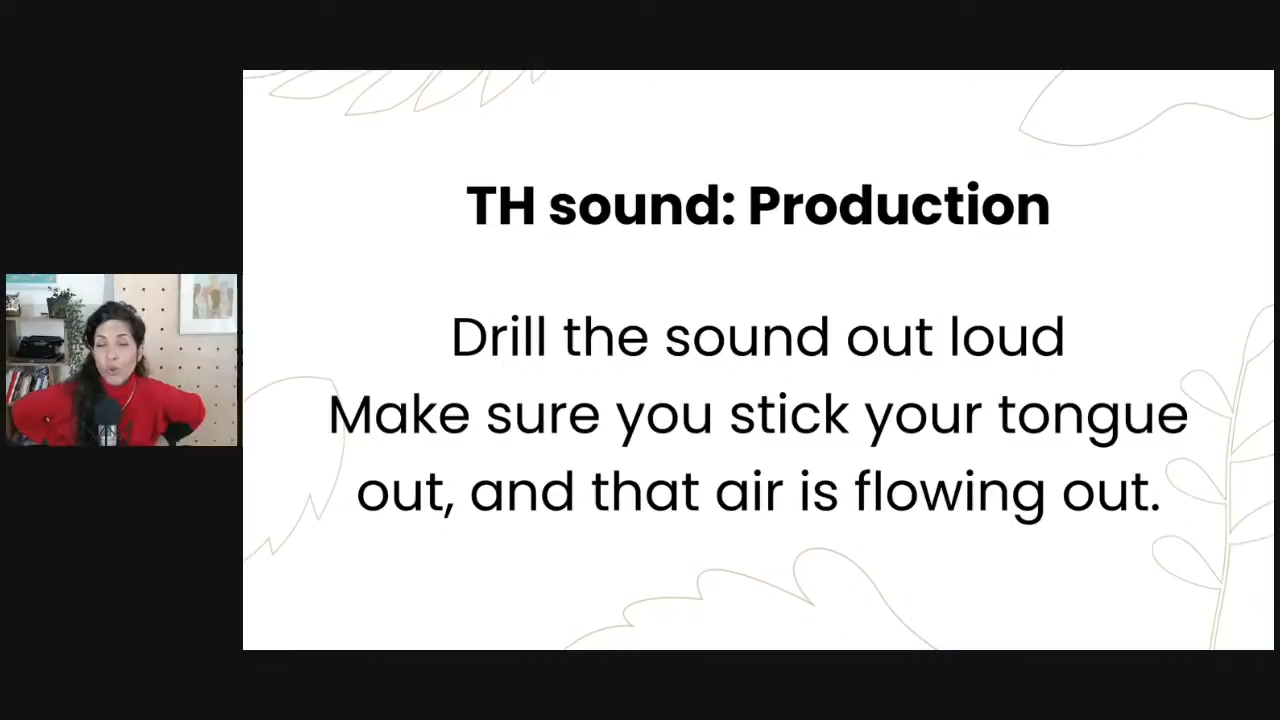 TH sound: Production
Drill the sound out loud
Make sure you stick your tongue
out, and that air is flowing out.